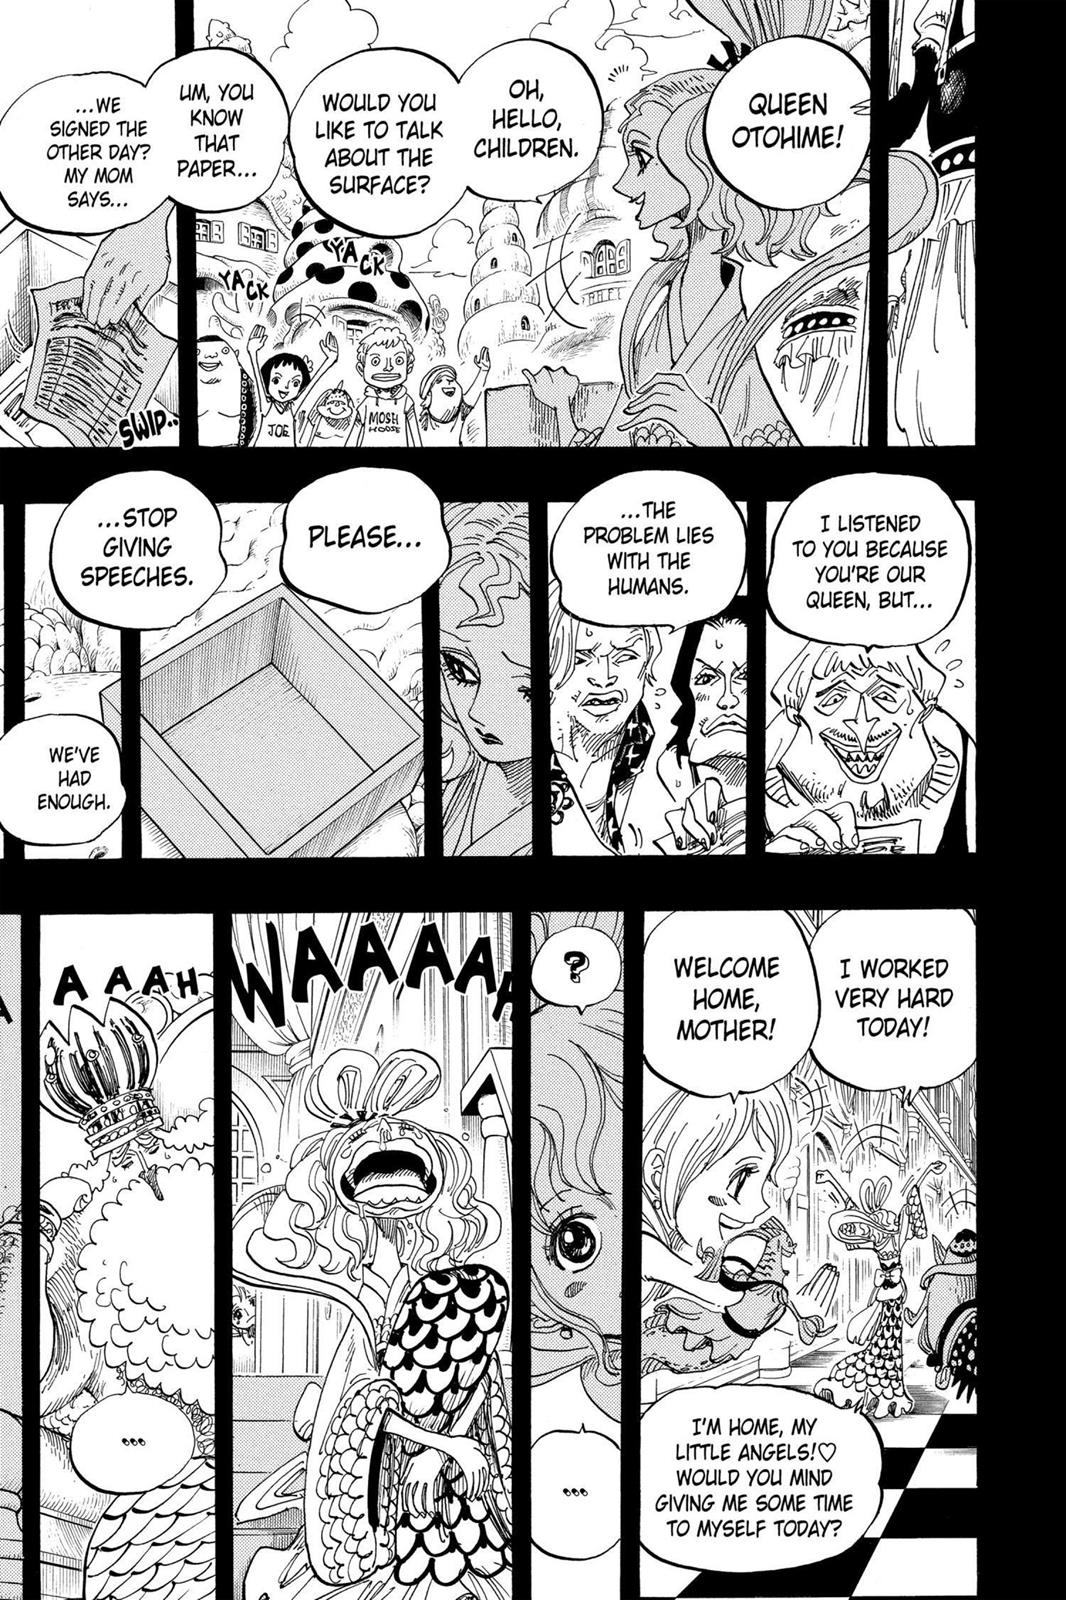 QUEEN
OTOHIME!
OH,
HELLO,
CHILDREN.
WOULD YOU
LIKE TO TALK
ABOUT THE
SURFACE?
YACK
YACK
JOE
MOSH
UM, YOU
KNOW
THAT
PAPER...
...WE
SIGNED THE
OTHER DAY?
MY MOM
SAYS...
SWIP...
I LISTENED
TO YOU BECAUSE
YOU'RE OUR
QUEEN, BUT...
...THE
PROBLEM LIES
WITH THE
HUMANS.
PLEASE...
...STOP
GIVING
SPEECHES.
WE'VE
HAD
ENOUGH.
I WORKED
VERY HARD
TODAY!
WELCOME
HOME,
MOTHER!
I'M HOME, MY
LITTLE ANGELS!♡
WOULD YOU MIND
GIVING ME SOME TIME
TO MYSELF TODAY?
?
...
WAAAAA
AAAH
...